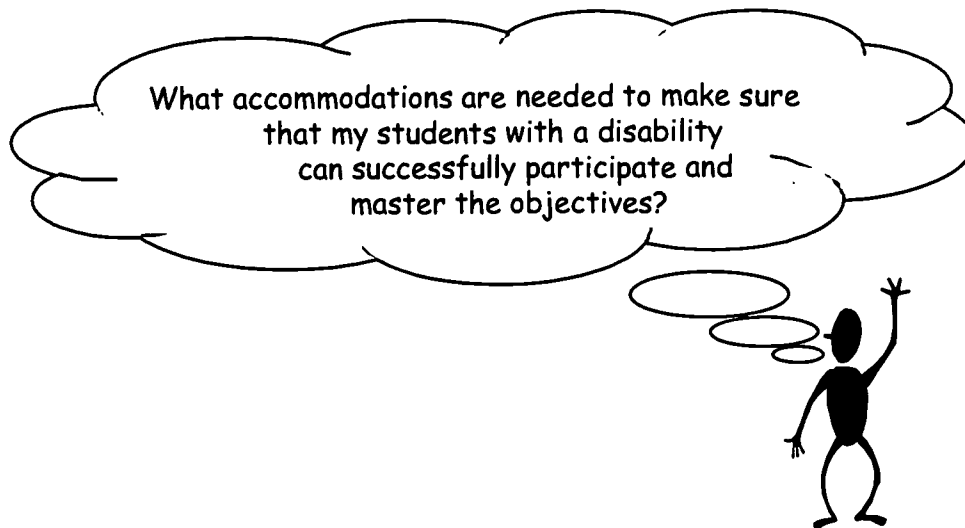 What accommodations are needed to make sure
that my students with a disability
can successfully participate and
master the objectives?